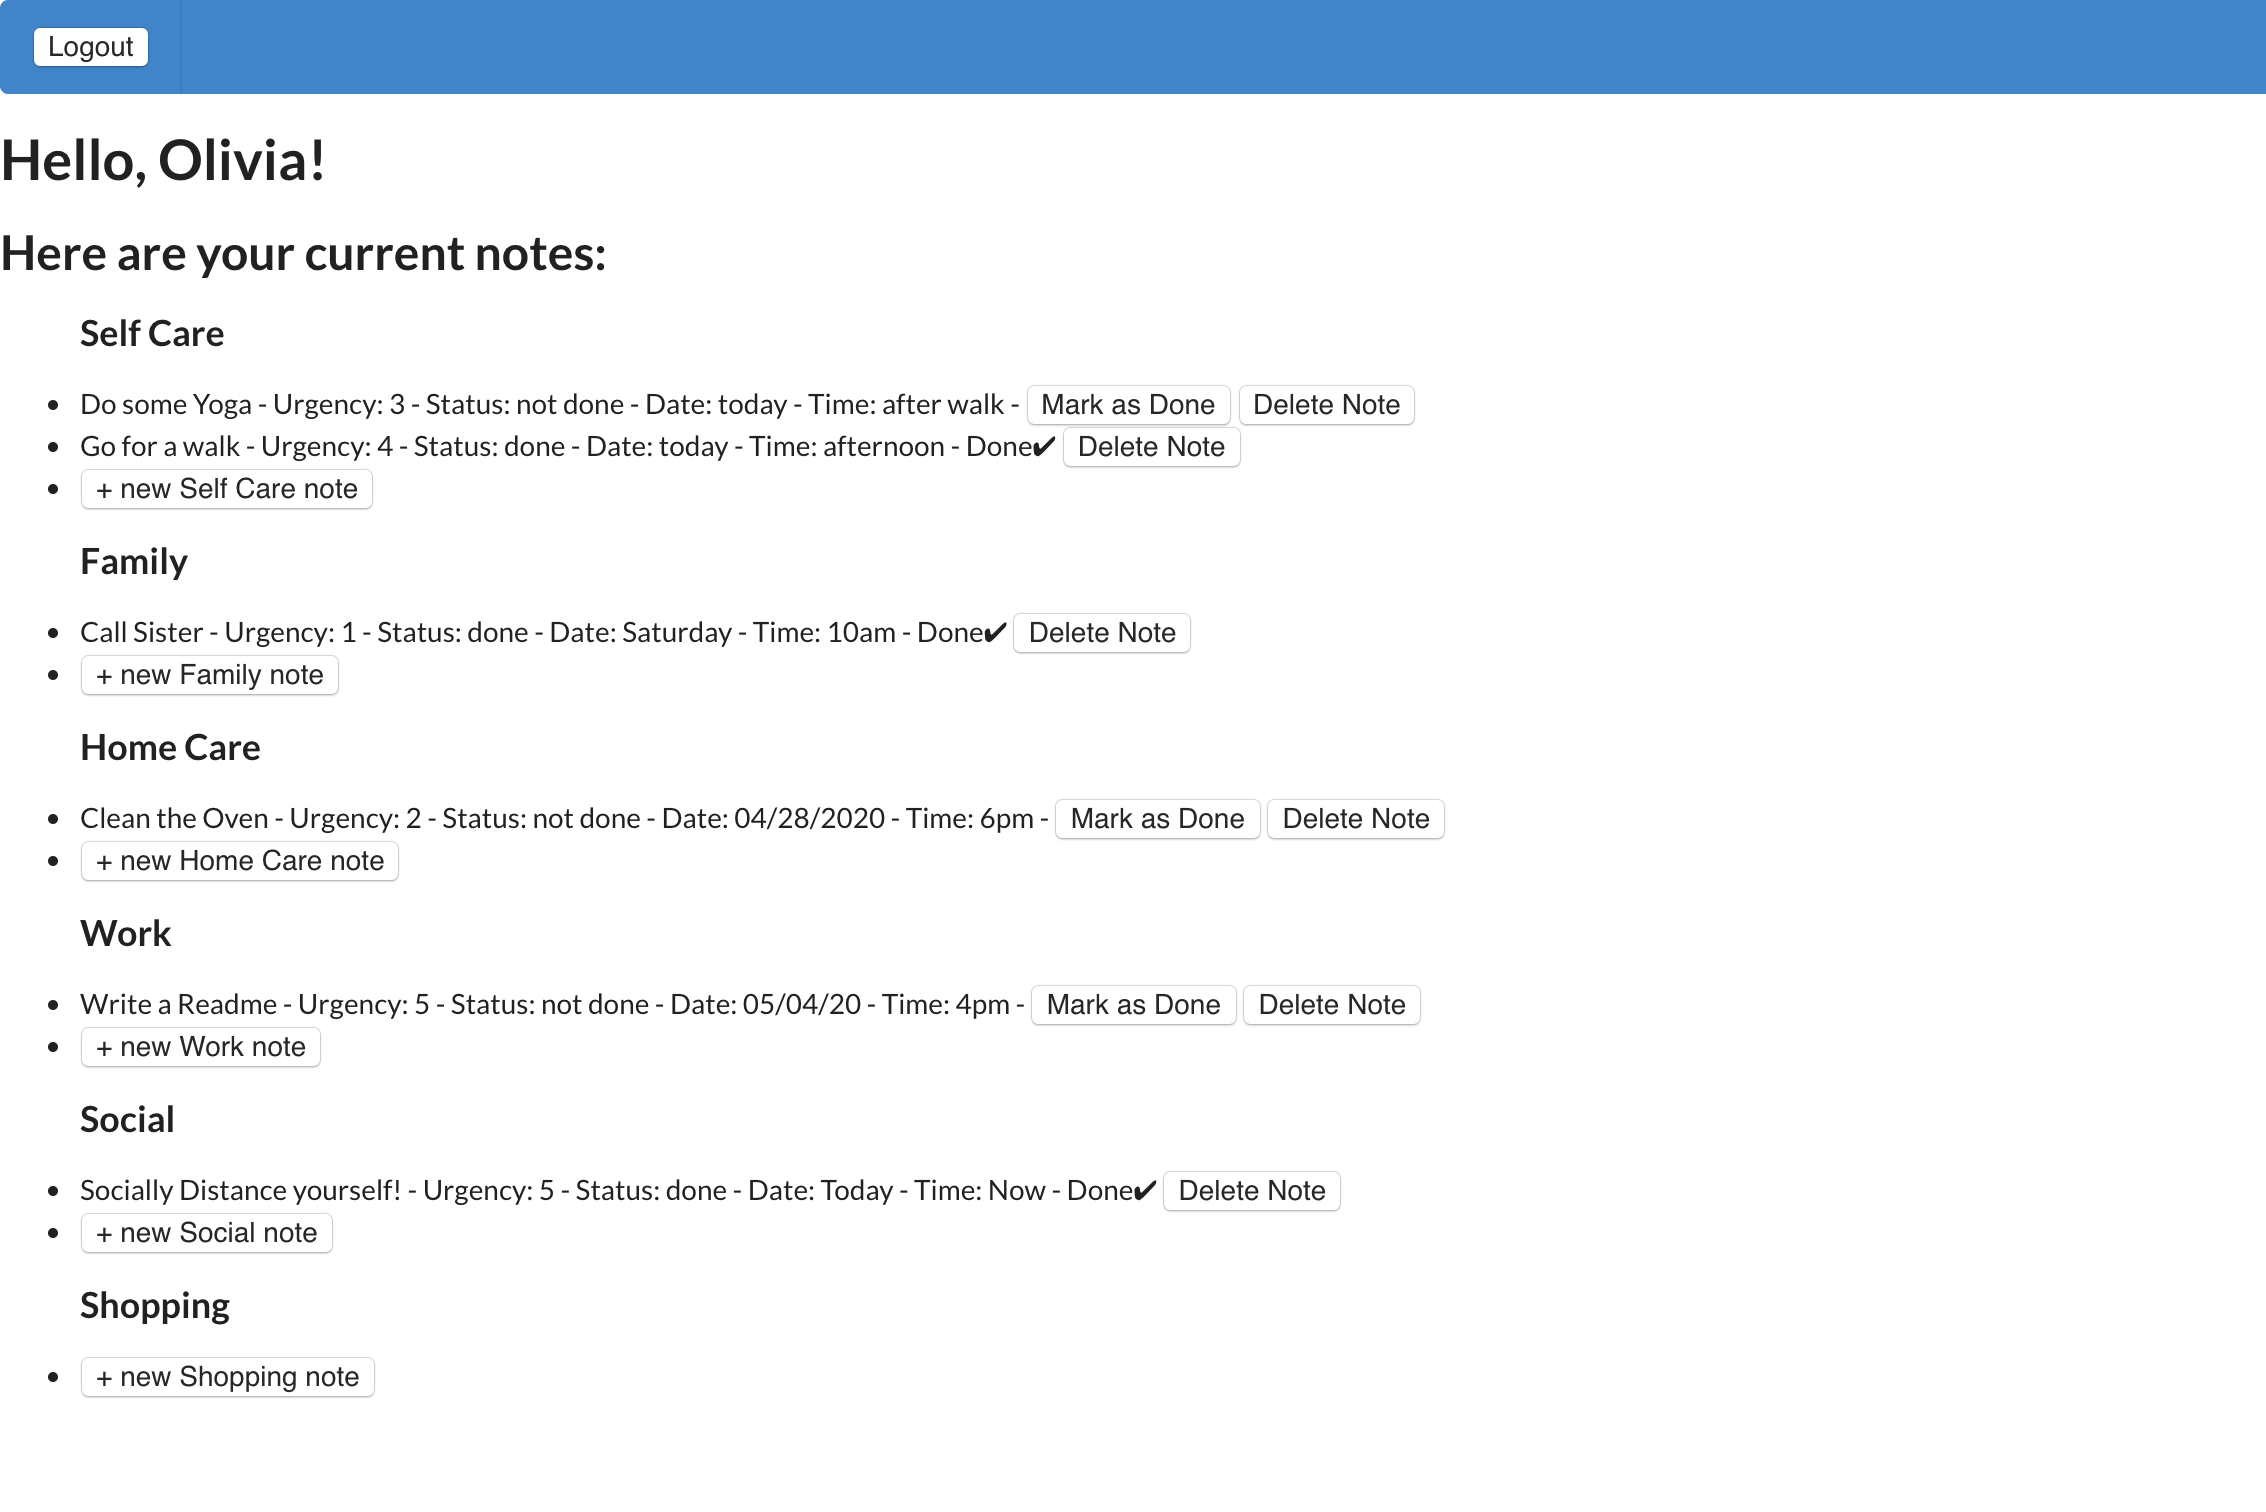 Logout
Hello, Olivia!
Here are your current notes:
Self Care
Do some Yoga - Urgency: 3 - Status: not done - Date: today - Time: after walk - Mark as Done Delete Note
Go for a walk - Urgency: 4 - Status: done - Date: today - Time: afternoon - Done✔ Delete Note
+ new Self Care note
Family
Call Sister - Urgency: 1 - Status: done - Date: Saturday - Time: 10am - Done✔ Delete Note
+ new Family note
Home Care
Clean the Oven - Urgency: 2 - Status: not done - Date: 04/28/2020 - Time: 6pm - Mark as Done Delete Note
+ new Home Care note
Work
Write a Readme - Urgency: 5 - Status: not done - Date: 05/04/20 - Time: 4pm - Mark as Done Delete Note
+ new Work note
Social
Socially Distance yourself! - Urgency: 5 - Status: done - Date: Today - Time: Now - Done✔ Delete Note
+ new Social note
Shopping
+ new Shopping note